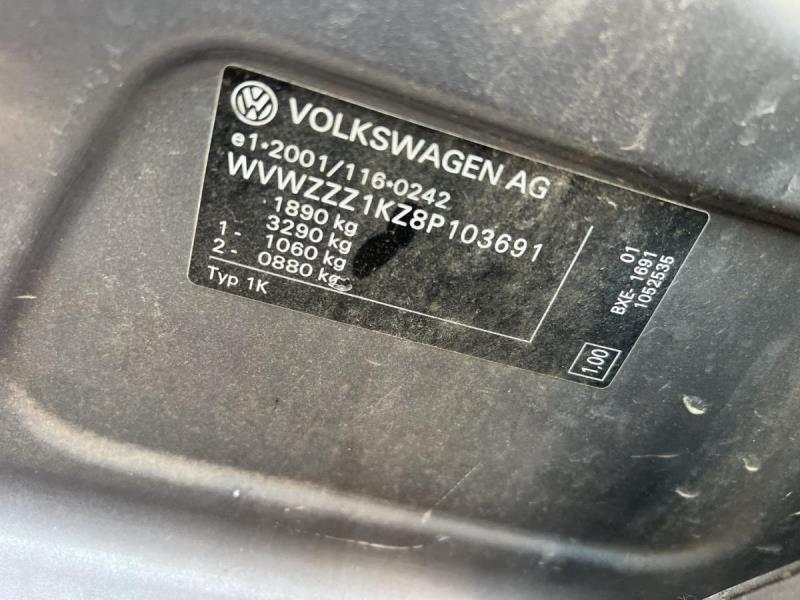 VOLKSWAGEN AG
e1*2001/116*0242
WVWZZZ1KZ8P103691
1890 kg
3290 kg
1 - 1060 kg
2 - 0880 kg
Typ 1K
01
BXE- 1691
1052535
1,00